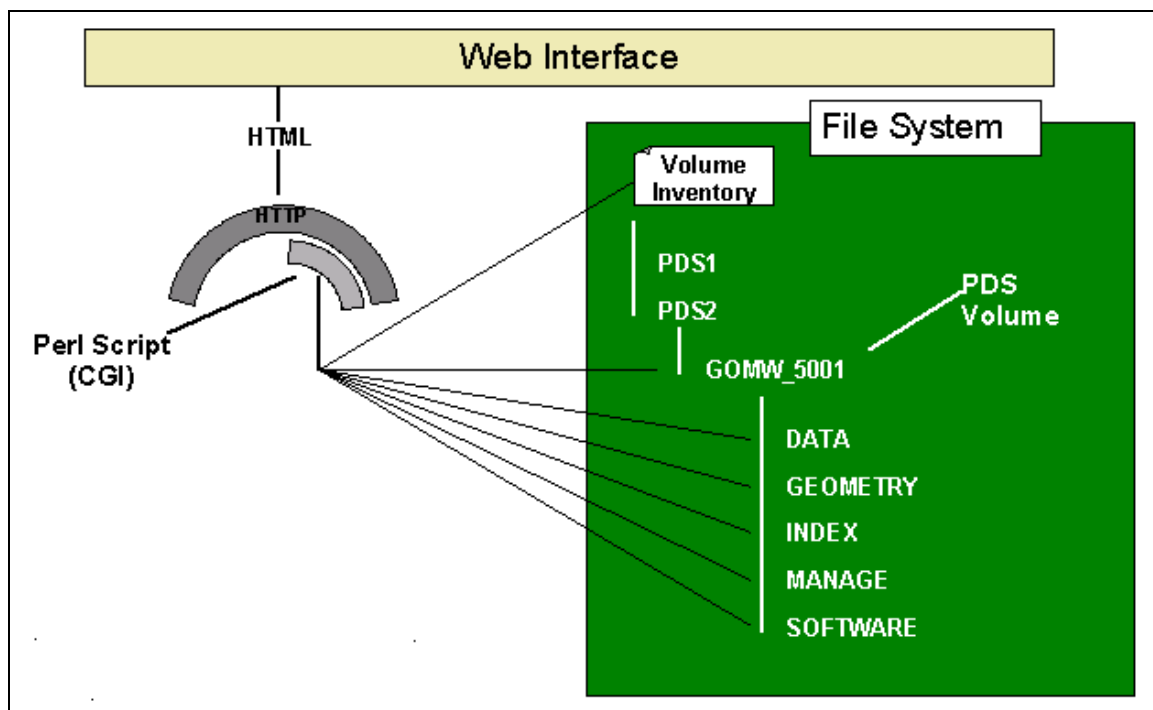 Web Interface
HTML
HTTP
Perl Script
(CGI)
File System
Volume
Inventory
PDS1
PDS2
PDS
Volume
GOMW_5001
DATA
GEOMETRY
INDEX
MANAGE
SOFTWARE